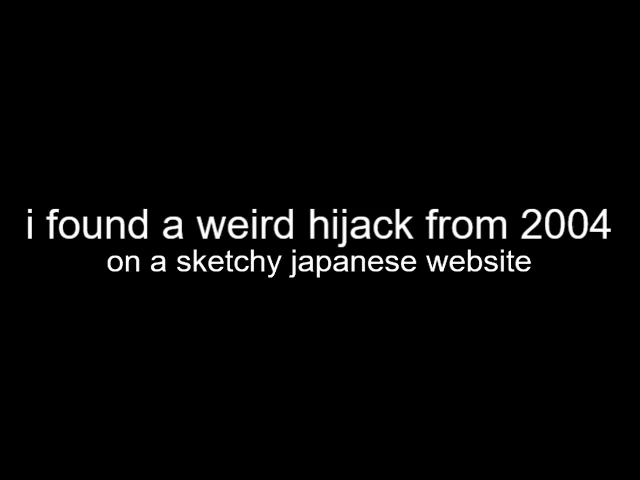 i found a weird hijack from 2004
on a sketchy japanese website